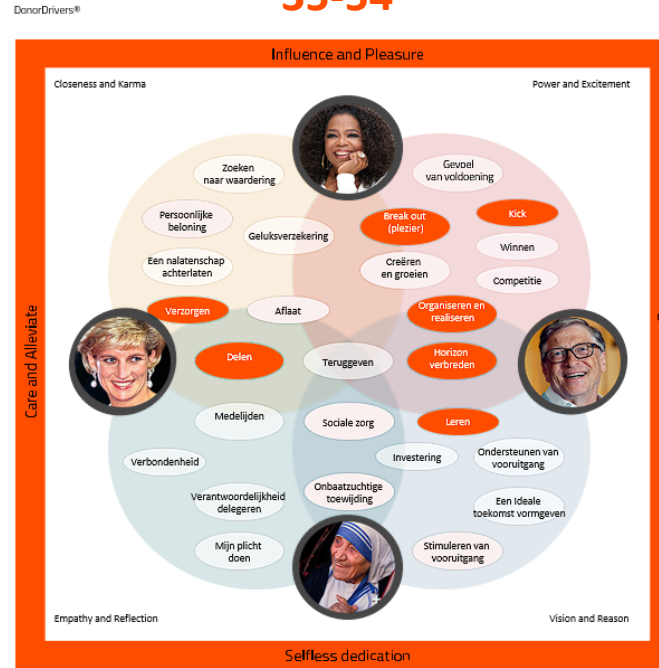 35-54
DonorDrivers®
Influence and Pleasure
Closeness and Karma
Power and Excitement
Zoeken
naar waardering
Gevoel
van voldoening
Persoonlijke
beloning
Geluksverzekering
Break out
(plezier)
Kick
Winnen
Een nalatenschap
achterlaten
Creëren
en groeien
Competitie
Verzorgen
Aflaat
Organiseren en
realiseren
Care and Alleviate
Delen
Teruggeven
Horizon
verbreden
Medelijden
Sociale zorg
Leren
Verbondenheid
Investering
Ondersteunen van
vooruitgang
Verantwoordelijkheid
delegeren
Onbaatzuchtige
toewijding
Een Ideale
toekomst vormgeven
Mijn plicht
doen
Stimuleren van
vooruitgang
Empathy and Reflection
Vision and Reason
Selfless dedication